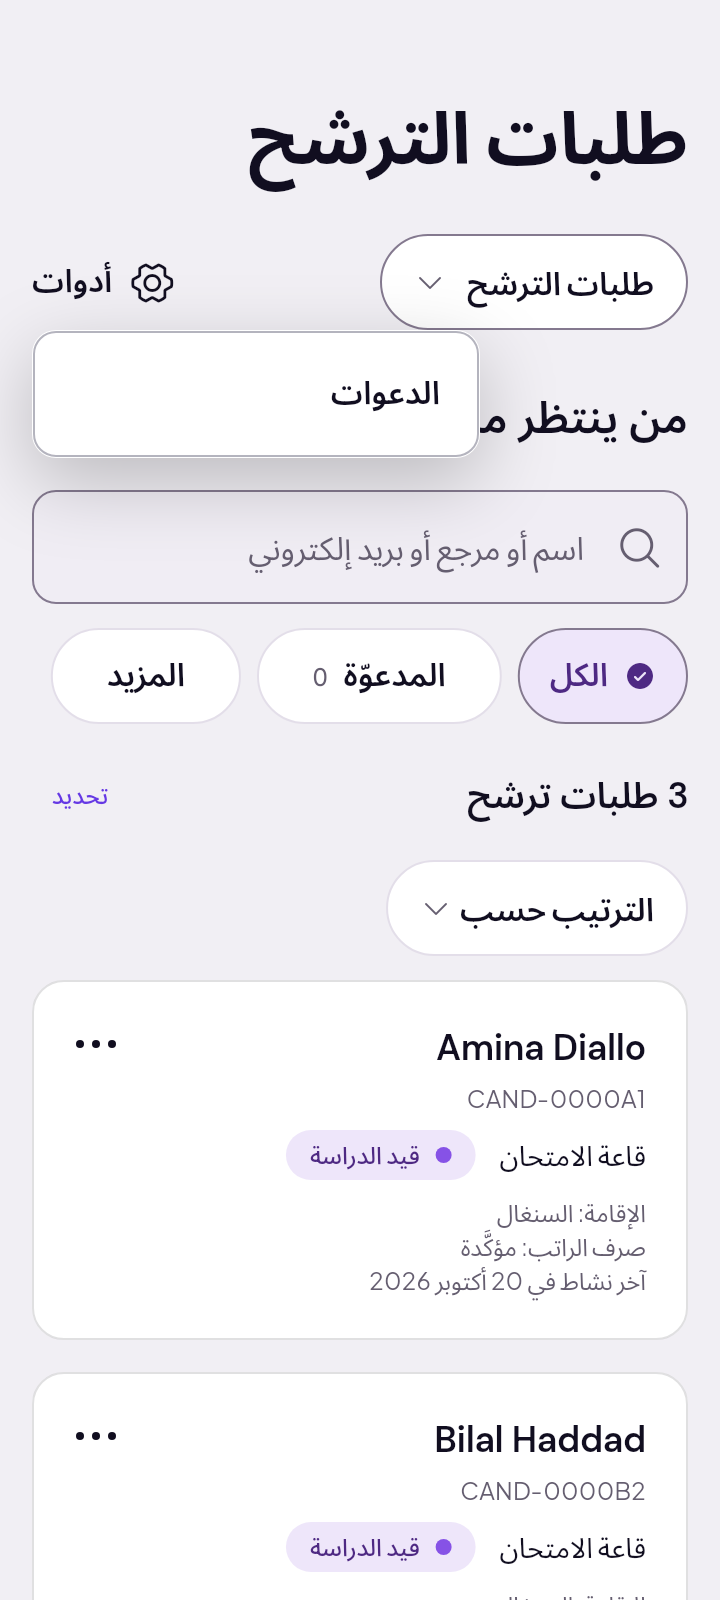 طلبات الترشح
طلبات الترشح
أدوات
الدعوات
من ينتظر
اسم أو مرجع أو بريد إلكتروني
الكل
المدعوّة 0
المزيد
3 طلبات ترشح
تحديد
الترتيب حسب
Amina Diallo
CAND-0000A1
قاعة الامتحان
قيد الدراسة
الإقامة: السنغال
صرف الراتب: مؤكَّدة
آخر نشاط في 20 أكتوبر 2026
Bilal Haddad
CAND-0000B2
قاعة الامتحان
قيد الدراسة